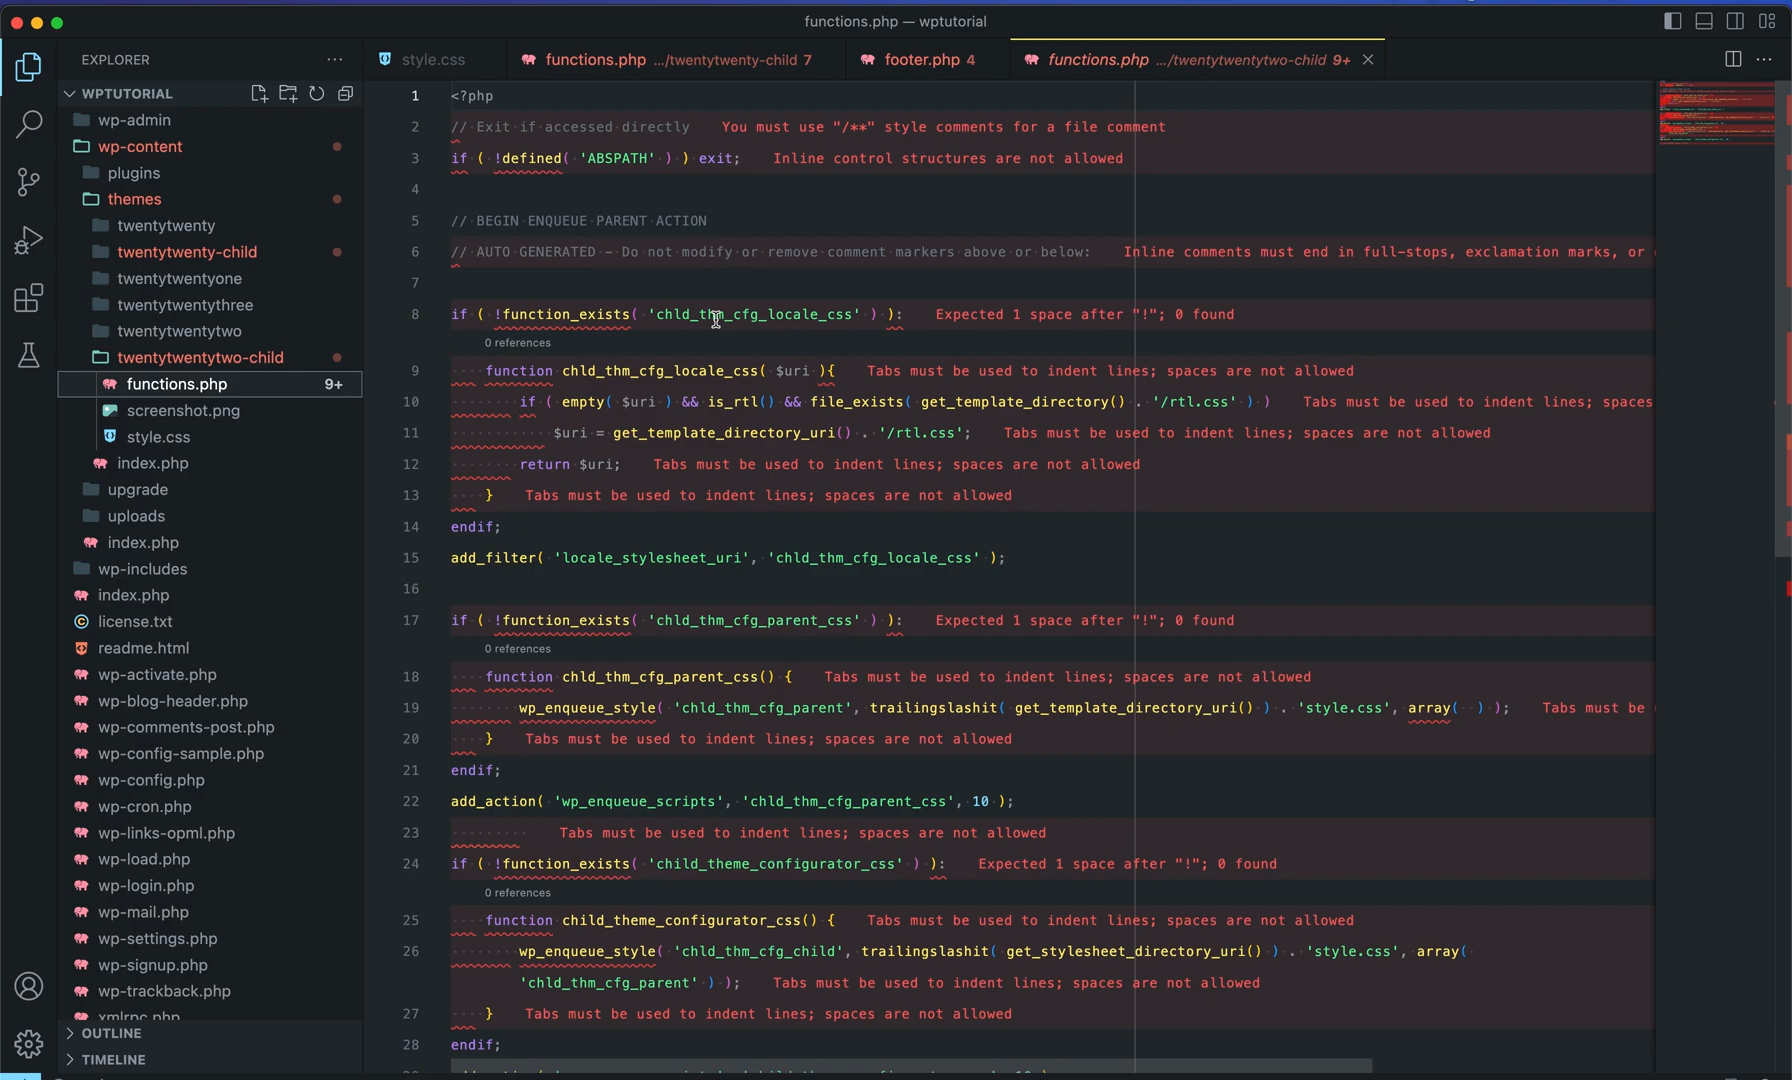 functions.php — wptutorial
EXPLORER
style.css
functions.php .../twentytwenty-child 7
footer.php 4
functions.php .../twentytwentytwo-child 9+
WPTUTORIAL
wp-admin
wp-content
plugins
themes
twentytwenty
twentytwenty-child
twentytwentyone
twentytwentythree
twentytwentytwo
twentytwentytwo-child
functions.php 9+
screenshot.png
style.css
index.php
upgrade
uploads
index.php
wp-includes
index.php
license.txt
readme.html
wp-activate.php
wp-blog-header.php
wp-comments-post.php
wp-config-sample.php
wp-config.php
wp-cron.php
wp-links-opml.php
wp-load.php
wp-login.php
wp-mail.php
wp-settings.php
wp-signup.php
wp-trackback.php
xmlrpc.php
OUTLINE
TIMELINE
1 <?php
2 // Exit if accessed directly You must use "/**" style comments for a file comment
3 if ( !defined( 'ABSPATH' ) ) exit; Inline control structures are not allowed
4
5 // BEGIN ENQUEUE PARENT ACTION
6 // AUTO GENERATED - Do not modify or remove comment markers above or below: Inline comments must end in full-stops, exclamation marks, or
7
8 if ( !function_exists( 'chld_thm_cfg_locale_css' ) ): Expected 1 space after "!"; 0 found
0 references
9 function chld_thm_cfg_locale_css( $uri ){ Tabs must be used to indent lines; spaces are not allowed
10 if ( empty( $uri ) && is_rtl() && file_exists( get_template_directory() . '/rtl.css' ) ) Tabs must be used to indent lines; spaces
11 $uri = get_template_directory_uri() . '/rtl.css'; Tabs must be used to indent lines; spaces are not allowed
12 return $uri; Tabs must be used to indent lines; spaces are not allowed
13 } Tabs must be used to indent lines; spaces are not allowed
14 endif;
15 add_filter( 'locale_stylesheet_uri', 'chld_thm_cfg_locale_css' );
16
17 if ( !function_exists( 'chld_thm_cfg_parent_css' ) ): Expected 1 space after "!"; 0 found
0 references
18 function chld_thm_cfg_parent_css() { Tabs must be used to indent lines; spaces are not allowed
19 wp_enqueue_style( 'chld_thm_cfg_parent', trailingslashit( get_template_directory_uri() ) . 'style.css', array( ) ); Tabs must be
20 } Tabs must be used to indent lines; spaces are not allowed
21 endif;
22 add_action( 'wp_enqueue_scripts', 'chld_thm_cfg_parent_css', 10 );
23 Tabs must be used to indent lines; spaces are not allowed
24 if ( !function_exists( 'child_theme_configurator_css' ) ): Expected 1 space after "!"; 0 found
0 references
25 function child_theme_configurator_css() { Tabs must be used to indent lines; spaces are not allowed
26 wp_enqueue_style( 'chld_thm_cfg_child', trailingslashit( get_stylesheet_directory_uri() ) . 'style.css', array(
'chld_thm_cfg_parent' ) ); Tabs must be used to indent lines; spaces are not allowed
27 } Tabs must be used to indent lines; spaces are not allowed
28 endif;